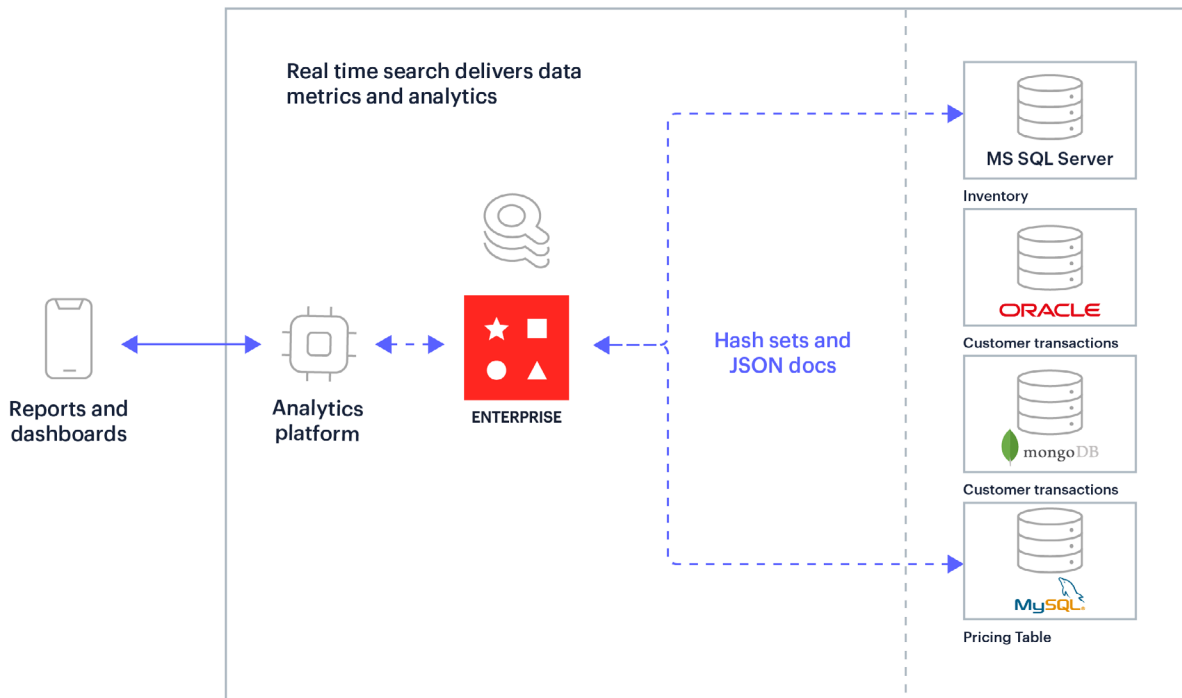 Real time search delivers data
metrics and analytics
MS SQL Server
Inventory
ORACLE
Customer transactions
Hash sets and
JSON docs
Reports and
dashboards
Analytics
platform
ENTERPRISE
mongoDB
Customer transactions
MySQL
Pricing Table